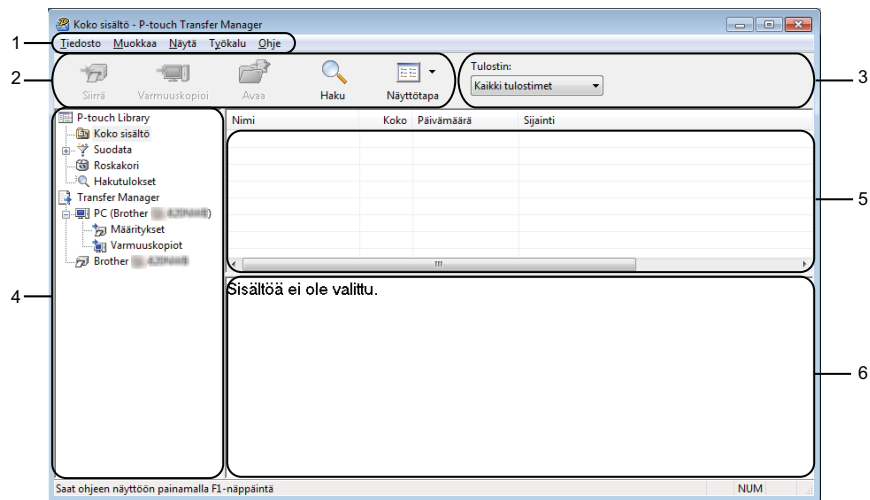 Koko sisältö - P-touch Transfer Manager
1
Tiedosto Muokkaa Näytä Työkalu Ohje
2
Siirrä Varmuuskopioi Avaa Haku Näyttötapa
Tulostin:
Kaikki tulostimet
3
P-touch Library
Koko sisältö
Suodata
Roskakori
Hakutulokset
Transfer Manager
PC (Brother )
Määritykset
Varmuuskopiot
Brother
4
Nimi Koko Päivämäärä Sijainti
5
Sisältöä ei ole valittu.
6
Saat ohjeen näyttöön painamalla F1-näppäintä NUM